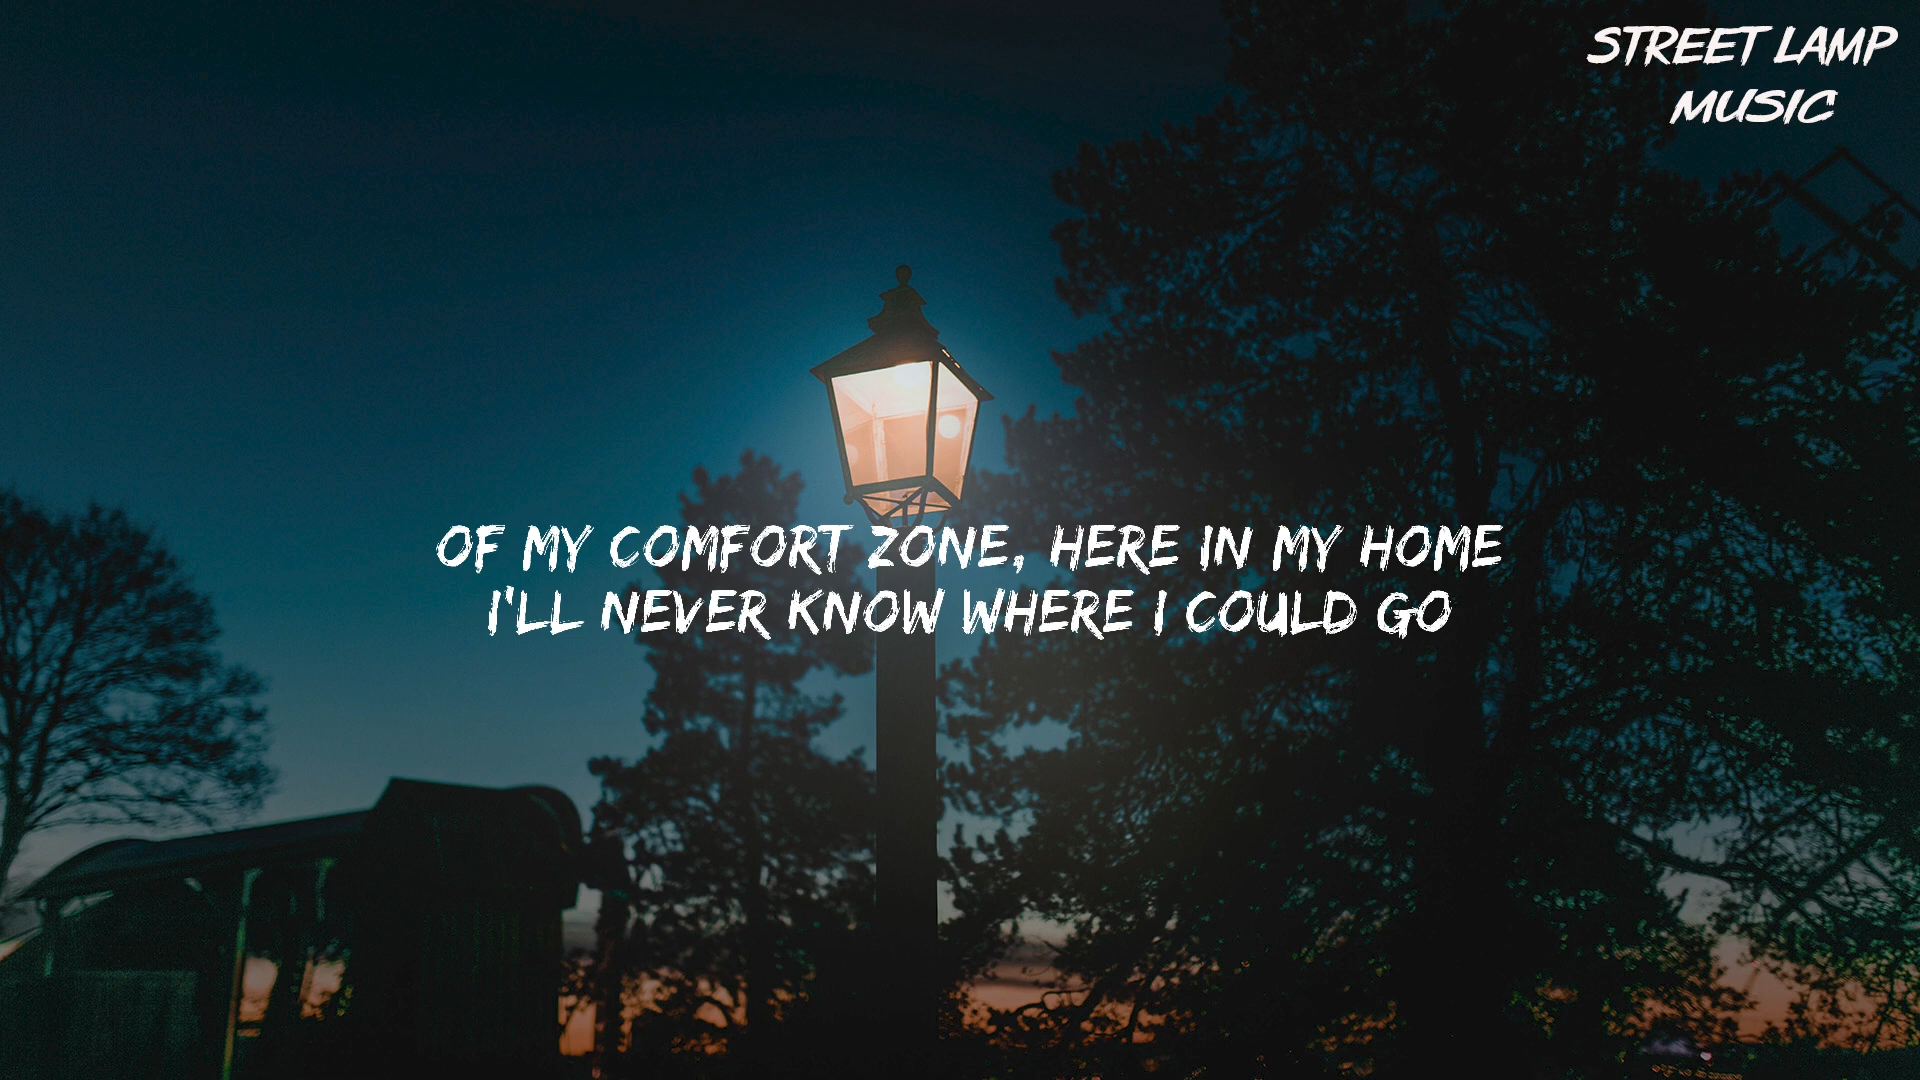 STREET LAMP
MUSIC
OF MY COMFORT ZONE, HERE IN MY HOME
I'LL NEVER KNOW WHERE I COULD GO